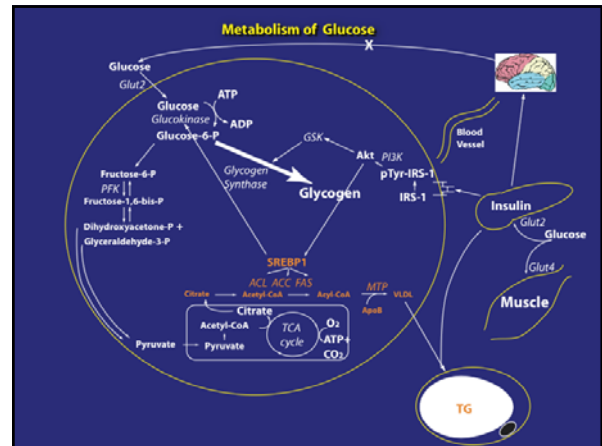 Metabolism of Glucose
X
Glucose
Glut2
Glucose
Glucokinase
Glucose-6-P
ATP
ADP
GSK
Akt
PI3K
pTyr-IRS-1
IRS-1
Blood
Vessel
Fructose-6-P
PFK
Fructose-1,6-bis-P
Dihydroxyacetone-P +
Glyceraldehyde-3-P
Glycogen
Synthase
Glycogen
Insulin
Glut2
Glucose
Glut4
Muscle
SREBP1
ACL ACC FAS
Citrate
Acetyl-CoA
Acyl-CoA
MTP
ApoB
VLDL
Citrate
Acetyl-CoA
Pyruvate
TCA
cycle
O2
ATP+
CO2
Pyruvate
TG